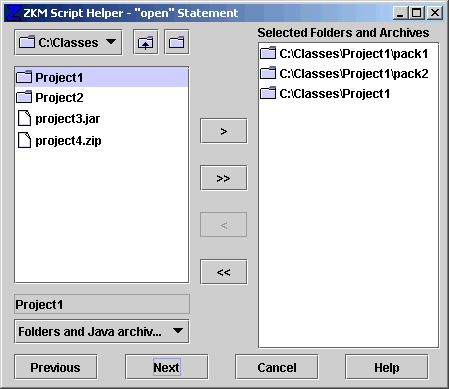 ZKM Script Helper - "open" Statement
C:\Classes
Project1
Project2
project3.jar
project4.zip
Project1
Folders and Java archiv...
>
>>
<
<<
Selected Folders and Archives
C:\Classes\Project1\pack1
C:\Classes\Project1\pack2
C:\Classes\Project1
Previous
Next
Cancel
Help